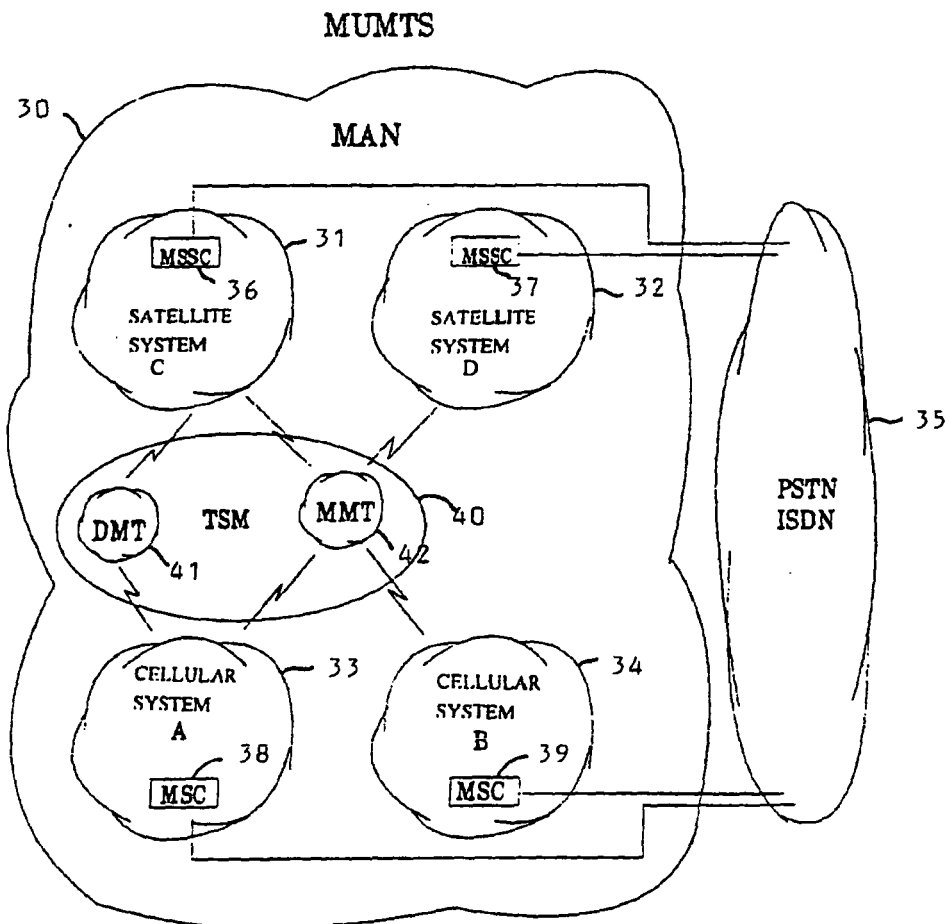 MUMTS
30
MAN
MSSC
31
36
SATELLITE
SYSTEM
C
MSSC
37
32
SATELLITE
SYSTEM
D
35
PSTN
ISDN
DMT
41
TSM
MMT
42
40
CELLULAR
SYSTEM
A
33
38
MSC
CELLULAR
SYSTEM
B
34
39
MSC